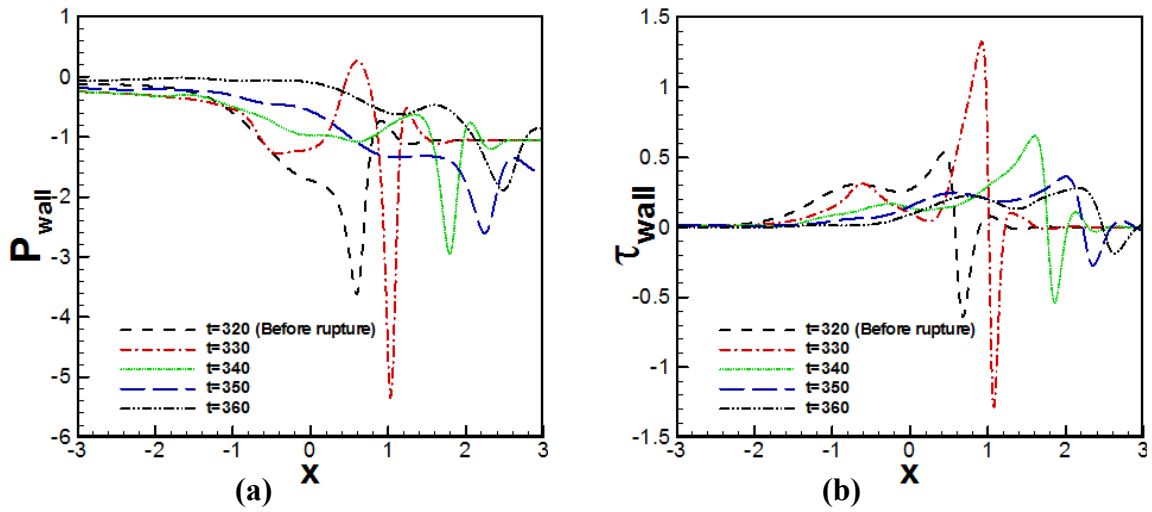 1
0
-1
-2
-3
-4
-5
-6
P wall
t=320 (Before rupture)
t=330
t=340
t=350
t=360
-3 -2 -1 0 1 2 3
X
(a)
1.5
1
0.5
0
-0.5
-1
-1.5
τ wall
t=320 (Before rupture)
t=330
t=340
t=350
t=360
-3 -2 -1 0 1 2 3
X
(b)